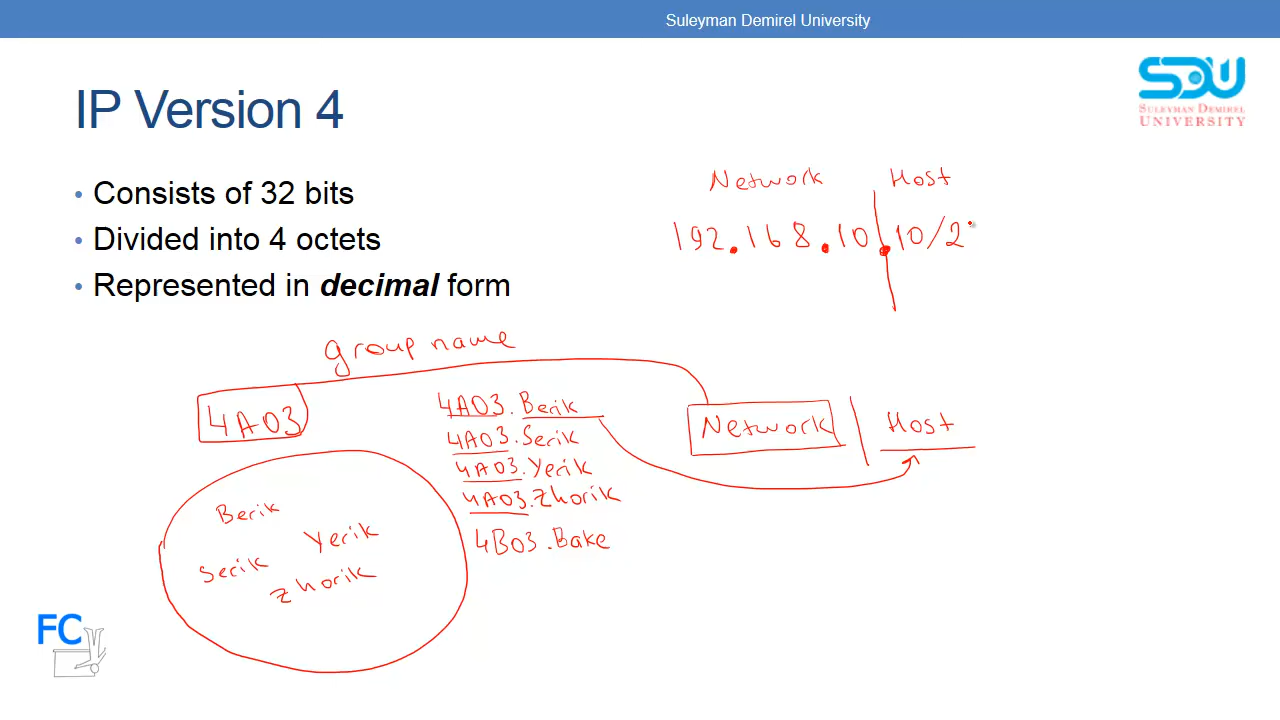 Suleyman Demirel University
SDU
SULEYMAN DEMIREL
UNIVERSITY
IP Version 4
• Consists of 32 bits
• Divided into 4 octets
• Represented in decimal form
Network Host
192.168.10.10/2
group name
4A03
4A03.Berik
4A03.Serik
4A03.Yerik
4A03.Zhorik
4B03.Bake
Network | Host
Berik
Yerik
Serik
Zhorik
FC